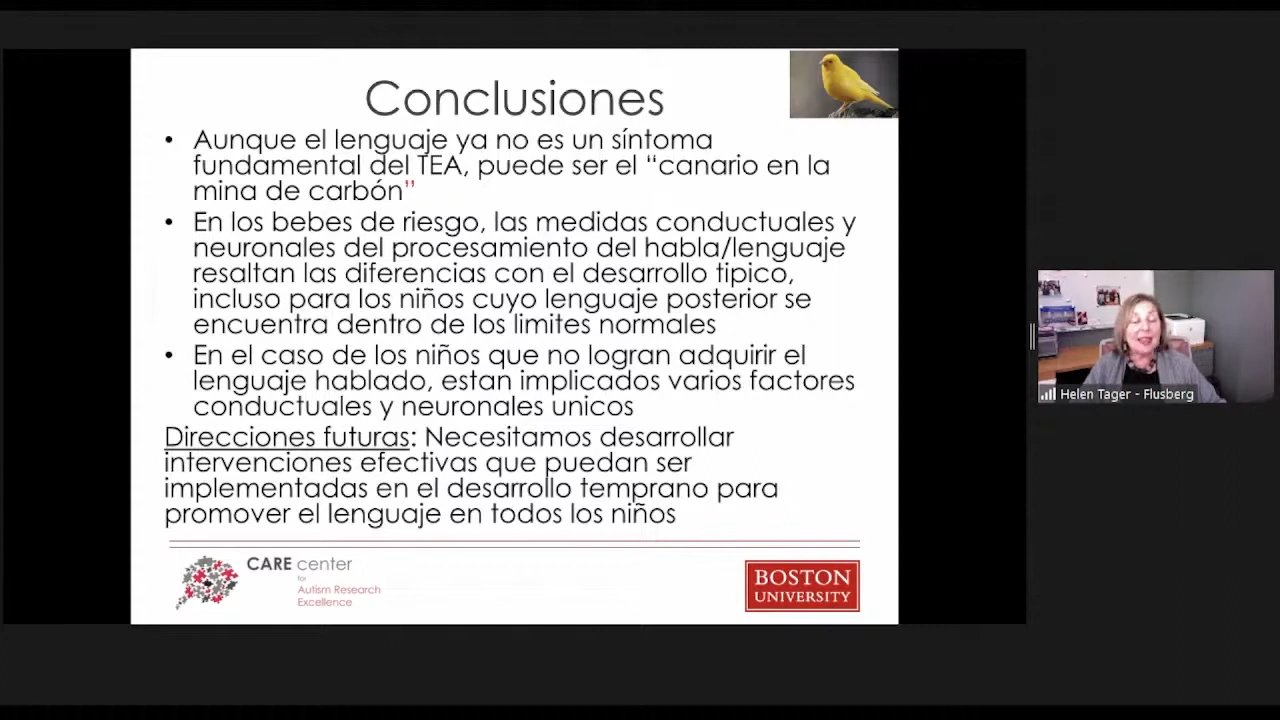 Conclusiones
• Aunque el lenguaje ya no es un síntoma
fundamental del TEA, puede ser el “canario en la
mina de carbón”
• En los bebes de riesgo, las medidas conductuales y
neuronales del procesamiento del habla/lenguaje
resaltan las diferencias con el desarrollo tipico,
incluso para los niños cuyo lenguaje posterior se
encuentra dentro de los limites normales
• En el caso de los niños que no logran adquirir el
lenguaje hablado, estan implicados varios factores
conductuales y neuronales unicos
Direcciones futuras: Necesitamos desarrollar
intervenciones efectivas que puedan ser
implementadas en el desarrollo temprano para
promover el lenguaje en todos los niños
CARE center
for
Autism Research
Excellence
BOSTON
UNIVERSITY
Helen Tager - Flusberg